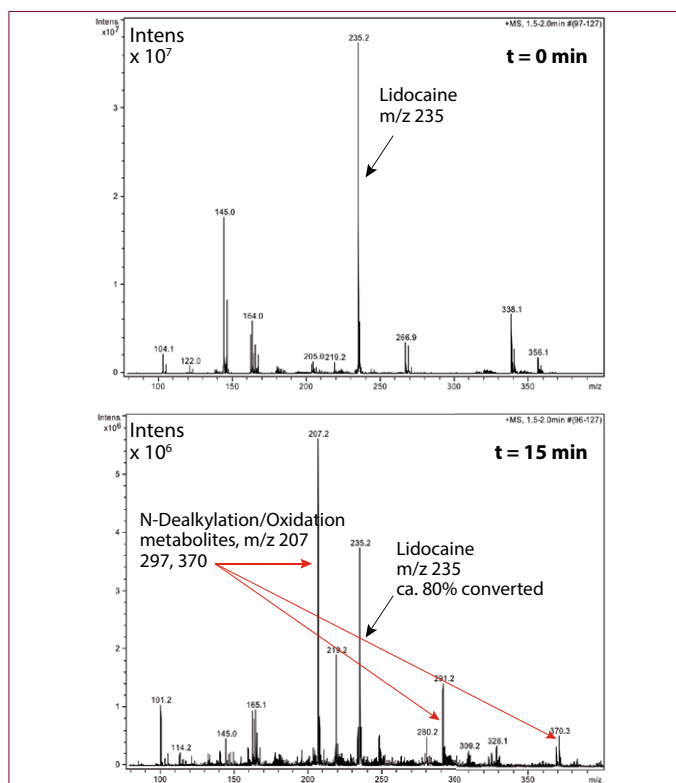 Intens.
x10⁷
+MS, 1.5-2.0min #(97-127)
Intens
x 10⁷
t = 0 min
235.2
Lidocaine
m/z 235
3
2
145.0
1
164.0
338.1
266.9
104.1
122.0
205.0
219.2
356.1
0
100
150
200
250
300
350
m/z
Intens.
x10⁶
+MS, 1.5-2.0min #(96-127)
Intens
x 10⁶
t = 15 min
207.2
5
N-Dealkylation/Oxidation
metabolites, m/z 207
297, 370
Lidocaine
m/z 235
ca. 80% converted
235.2
4
3
2
219.2
291.2
1
101.2
165.1
114.2
145.0
280.2
309.2
328.1
370.3
0
100
150
200
250
300
350
m/z